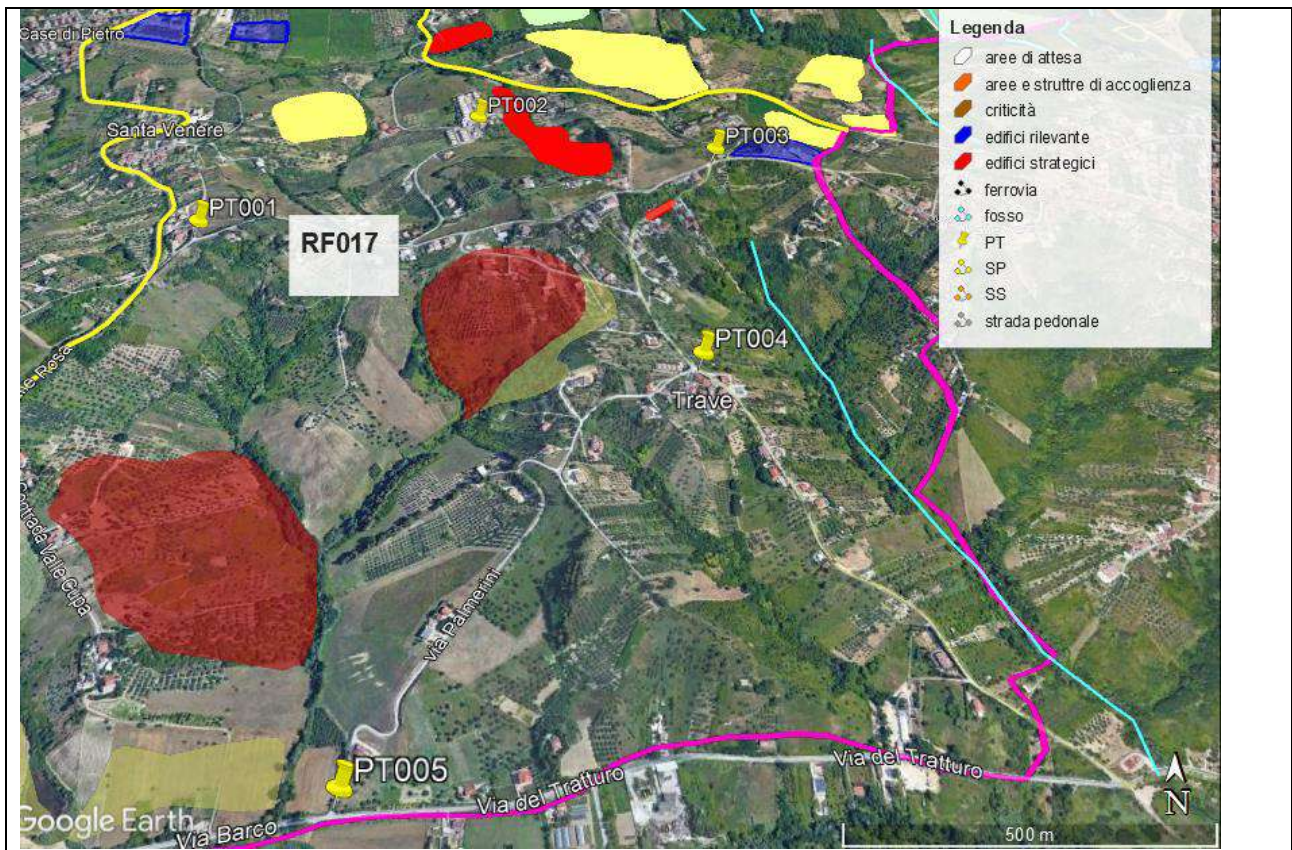 Case di Pietro
Santa Venere
PT002
PT003
PT001
RF017
PT004
Trave
Contrada Valle Cupa
via Palmerini
PT005
Via del Tratturo
Via del Tratturo
Via Barco
Google Earth
N
500 m
Legenda
aree di attesa
aree e struttre di accoglienza
criticità
edifici rilevante
edifici strategici
ferrovia
fosso
PT
SP
SS
strada pedonale